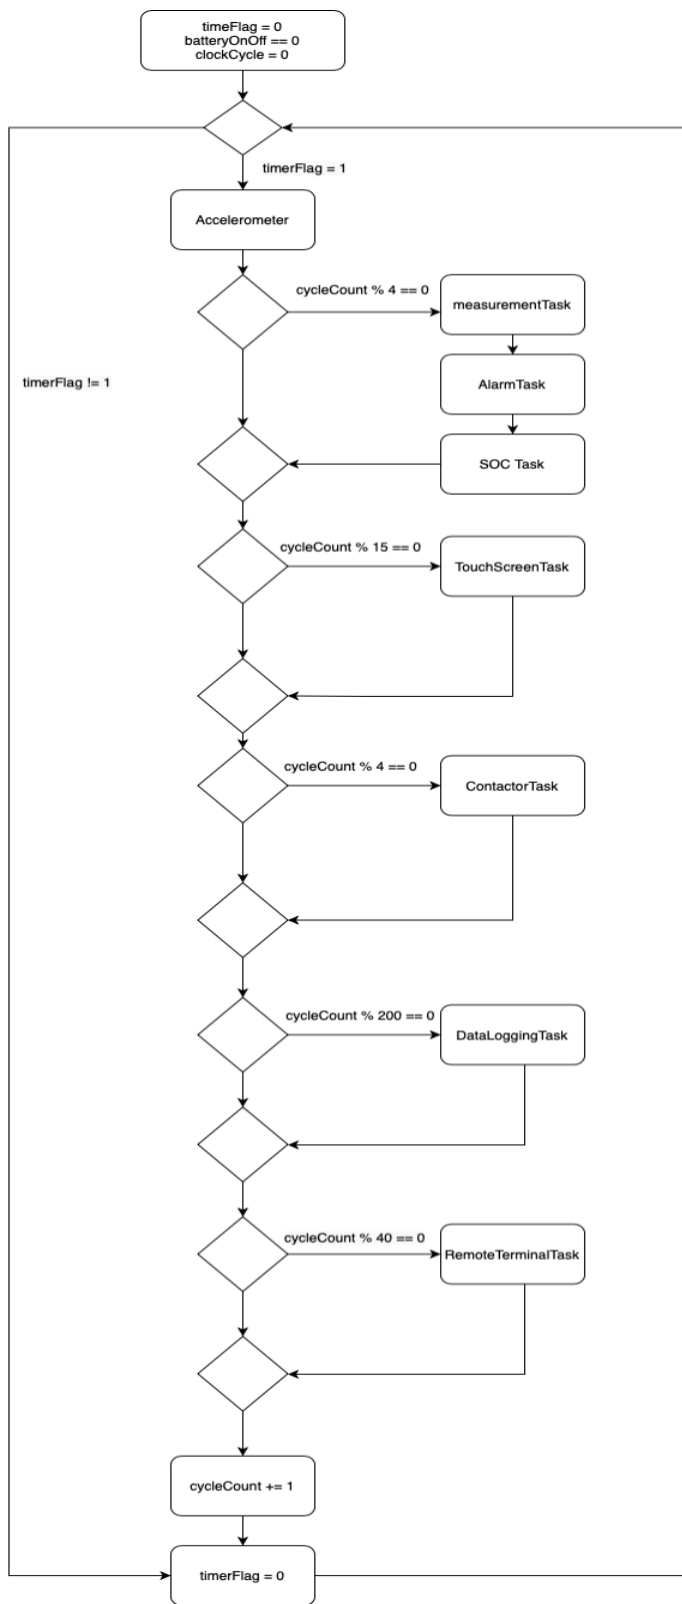 timeFlag = 0
batteryOnOff == 0
clockCycle = 0
timerFlag = 1
Accelerometer
cycleCount % 4 == 0
measurementTask
timerFlag != 1
AlarmTask
SOC Task
cycleCount % 15 == 0
TouchScreenTask
cycleCount % 4 == 0
ContactorTask
cycleCount % 200 == 0
DataLoggingTask
cycleCount % 40 == 0
RemoteTerminalTask
cycleCount += 1
timerFlag = 0